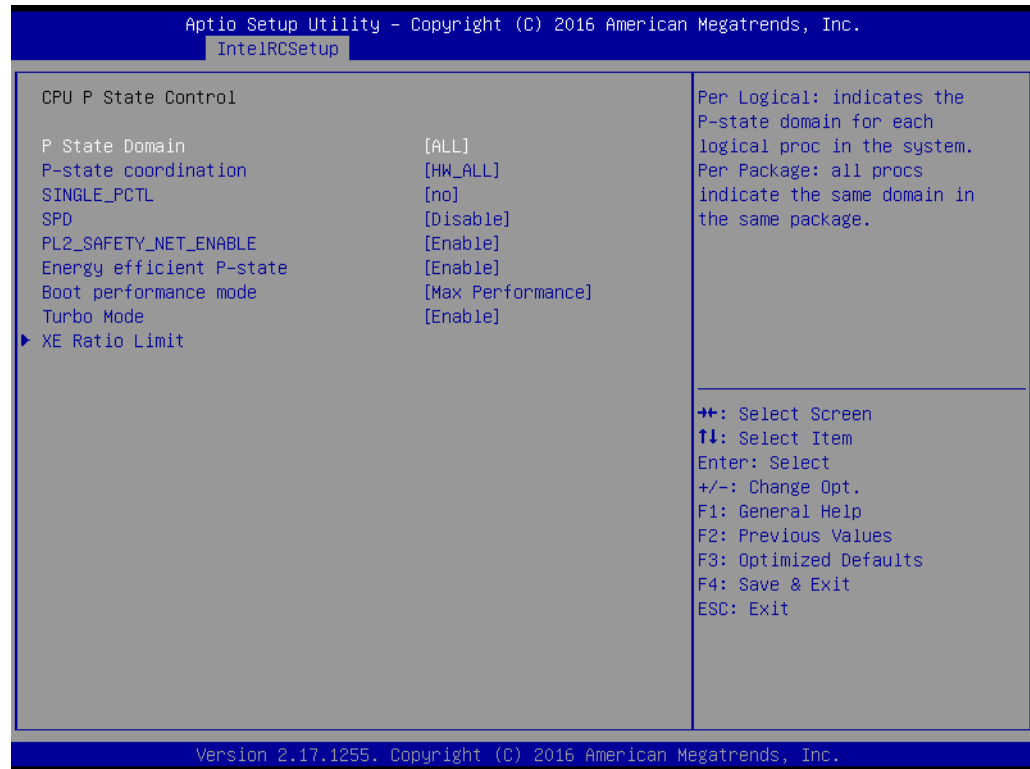 Aptio Setup Utility – Copyright (C) 2016 American Megatrends, Inc.
IntelRCSetup
CPU P State Control
P State Domain [ALL]
P-state coordination [HW_ALL]
SINGLE_PCTL [no]
SPD [Disable]
PL2_SAFETY_NET_ENABLE [Enable]
Energy efficient P-state [Enable]
Boot performance mode [Max Performance]
Turbo Mode [Enable]
XE Ratio Limit
Per Logical: indicates the
P-state domain for each
logical proc in the system.
Per Package: all procs
indicate the same domain in
the same package.
→←: Select Screen
↑↓: Select Item
Enter: Select
+/-: Change Opt.
F1: General Help
F2: Previous Values
F3: Optimized Defaults
F4: Save & Exit
ESC: Exit
Version 2.17.1255. Copyright (C) 2016 American Megatrends, Inc.